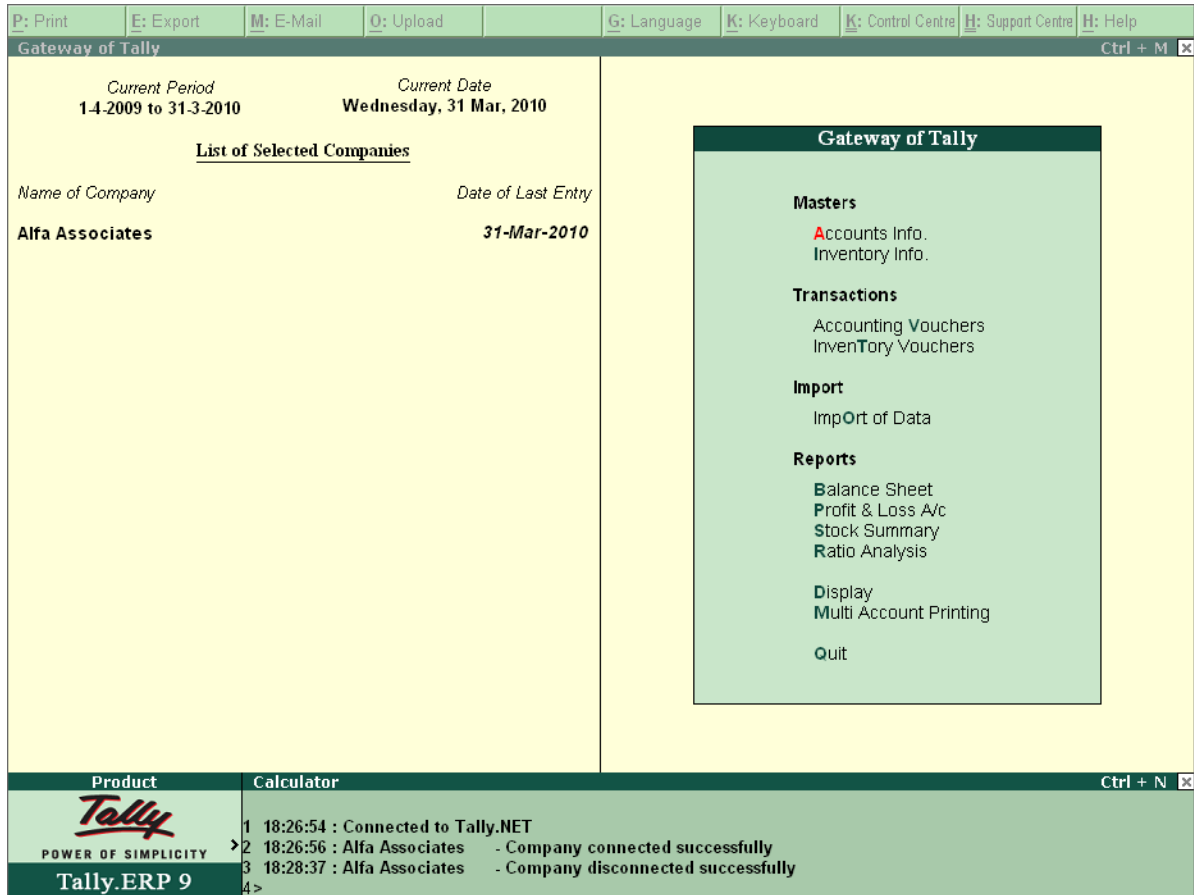 P: Print E: Export M: E-Mail O: Upload G: Language K: Keyboard K: Control Centre H: Support Centre H: Help
Gateway of Tally Ctrl + M
Current Period Current Date
1-4-2009 to 31-3-2010 Wednesday, 31 Mar, 2010
List of Selected Companies
Name of Company Date of Last Entry
Alfa Associates 31-Mar-2010
Gateway of Tally
Masters
Accounts Info.
Inventory Info.
Transactions
Accounting Vouchers
InvenTory Vouchers
Import
ImpOrt of Data
Reports
Balance Sheet
Profit & Loss A/c
Stock Summary
Ratio Analysis
Display
Multi Account Printing
Quit
Product
Tally
POWER OF SIMPLICITY
Tally.ERP 9
Calculator Ctrl + N
1 18:26:54 : Connected to Tally.NET
2 18:26:56 : Alfa Associates - Company connected successfully
3 18:28:37 : Alfa Associates - Company disconnected successfully
4>